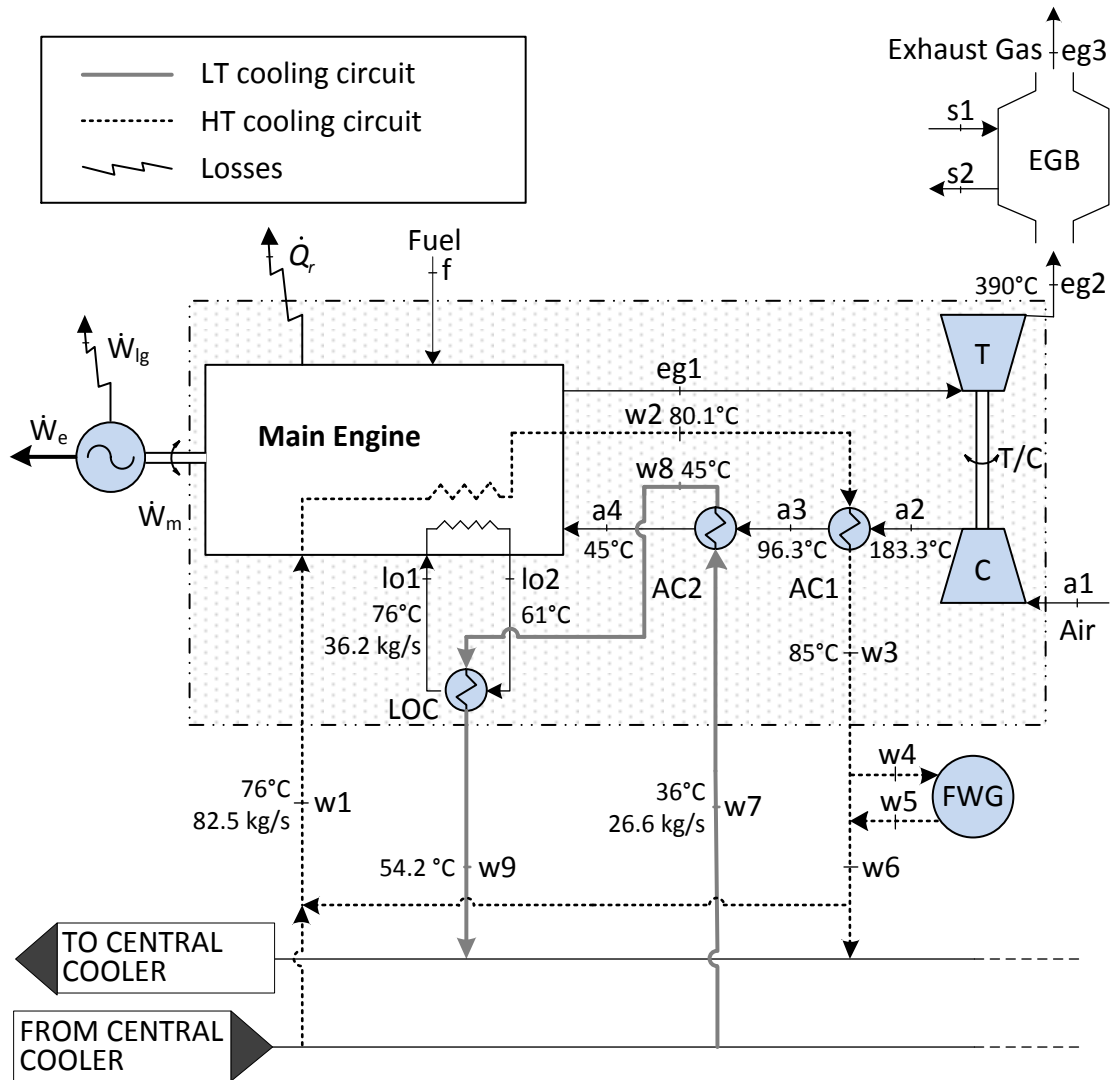 LT cooling circuit
HT cooling circuit
Losses
Exhaust Gas
eg3
s1
s2
EGB
390°C
eg2
Q̇r
Fuel
f
Ẇlg
Ẇe
Ẇm
Main Engine
eg1
w2 80.1°C
w8 45°C
T
T/C
C
a4
45°C
a3
96.3°C
a2
183.3°C
AC2
AC1
a1
Air
lo1
lo2
76°C
36.2 kg/s
61°C
LOC
85°C
w3
w4
w5
FWG
76°C
82.5 kg/s
w1
36°C
26.6 kg/s
w7
54.2 °C
w9
w6
TO CENTRAL
COOLER
FROM CENTRAL
COOLER